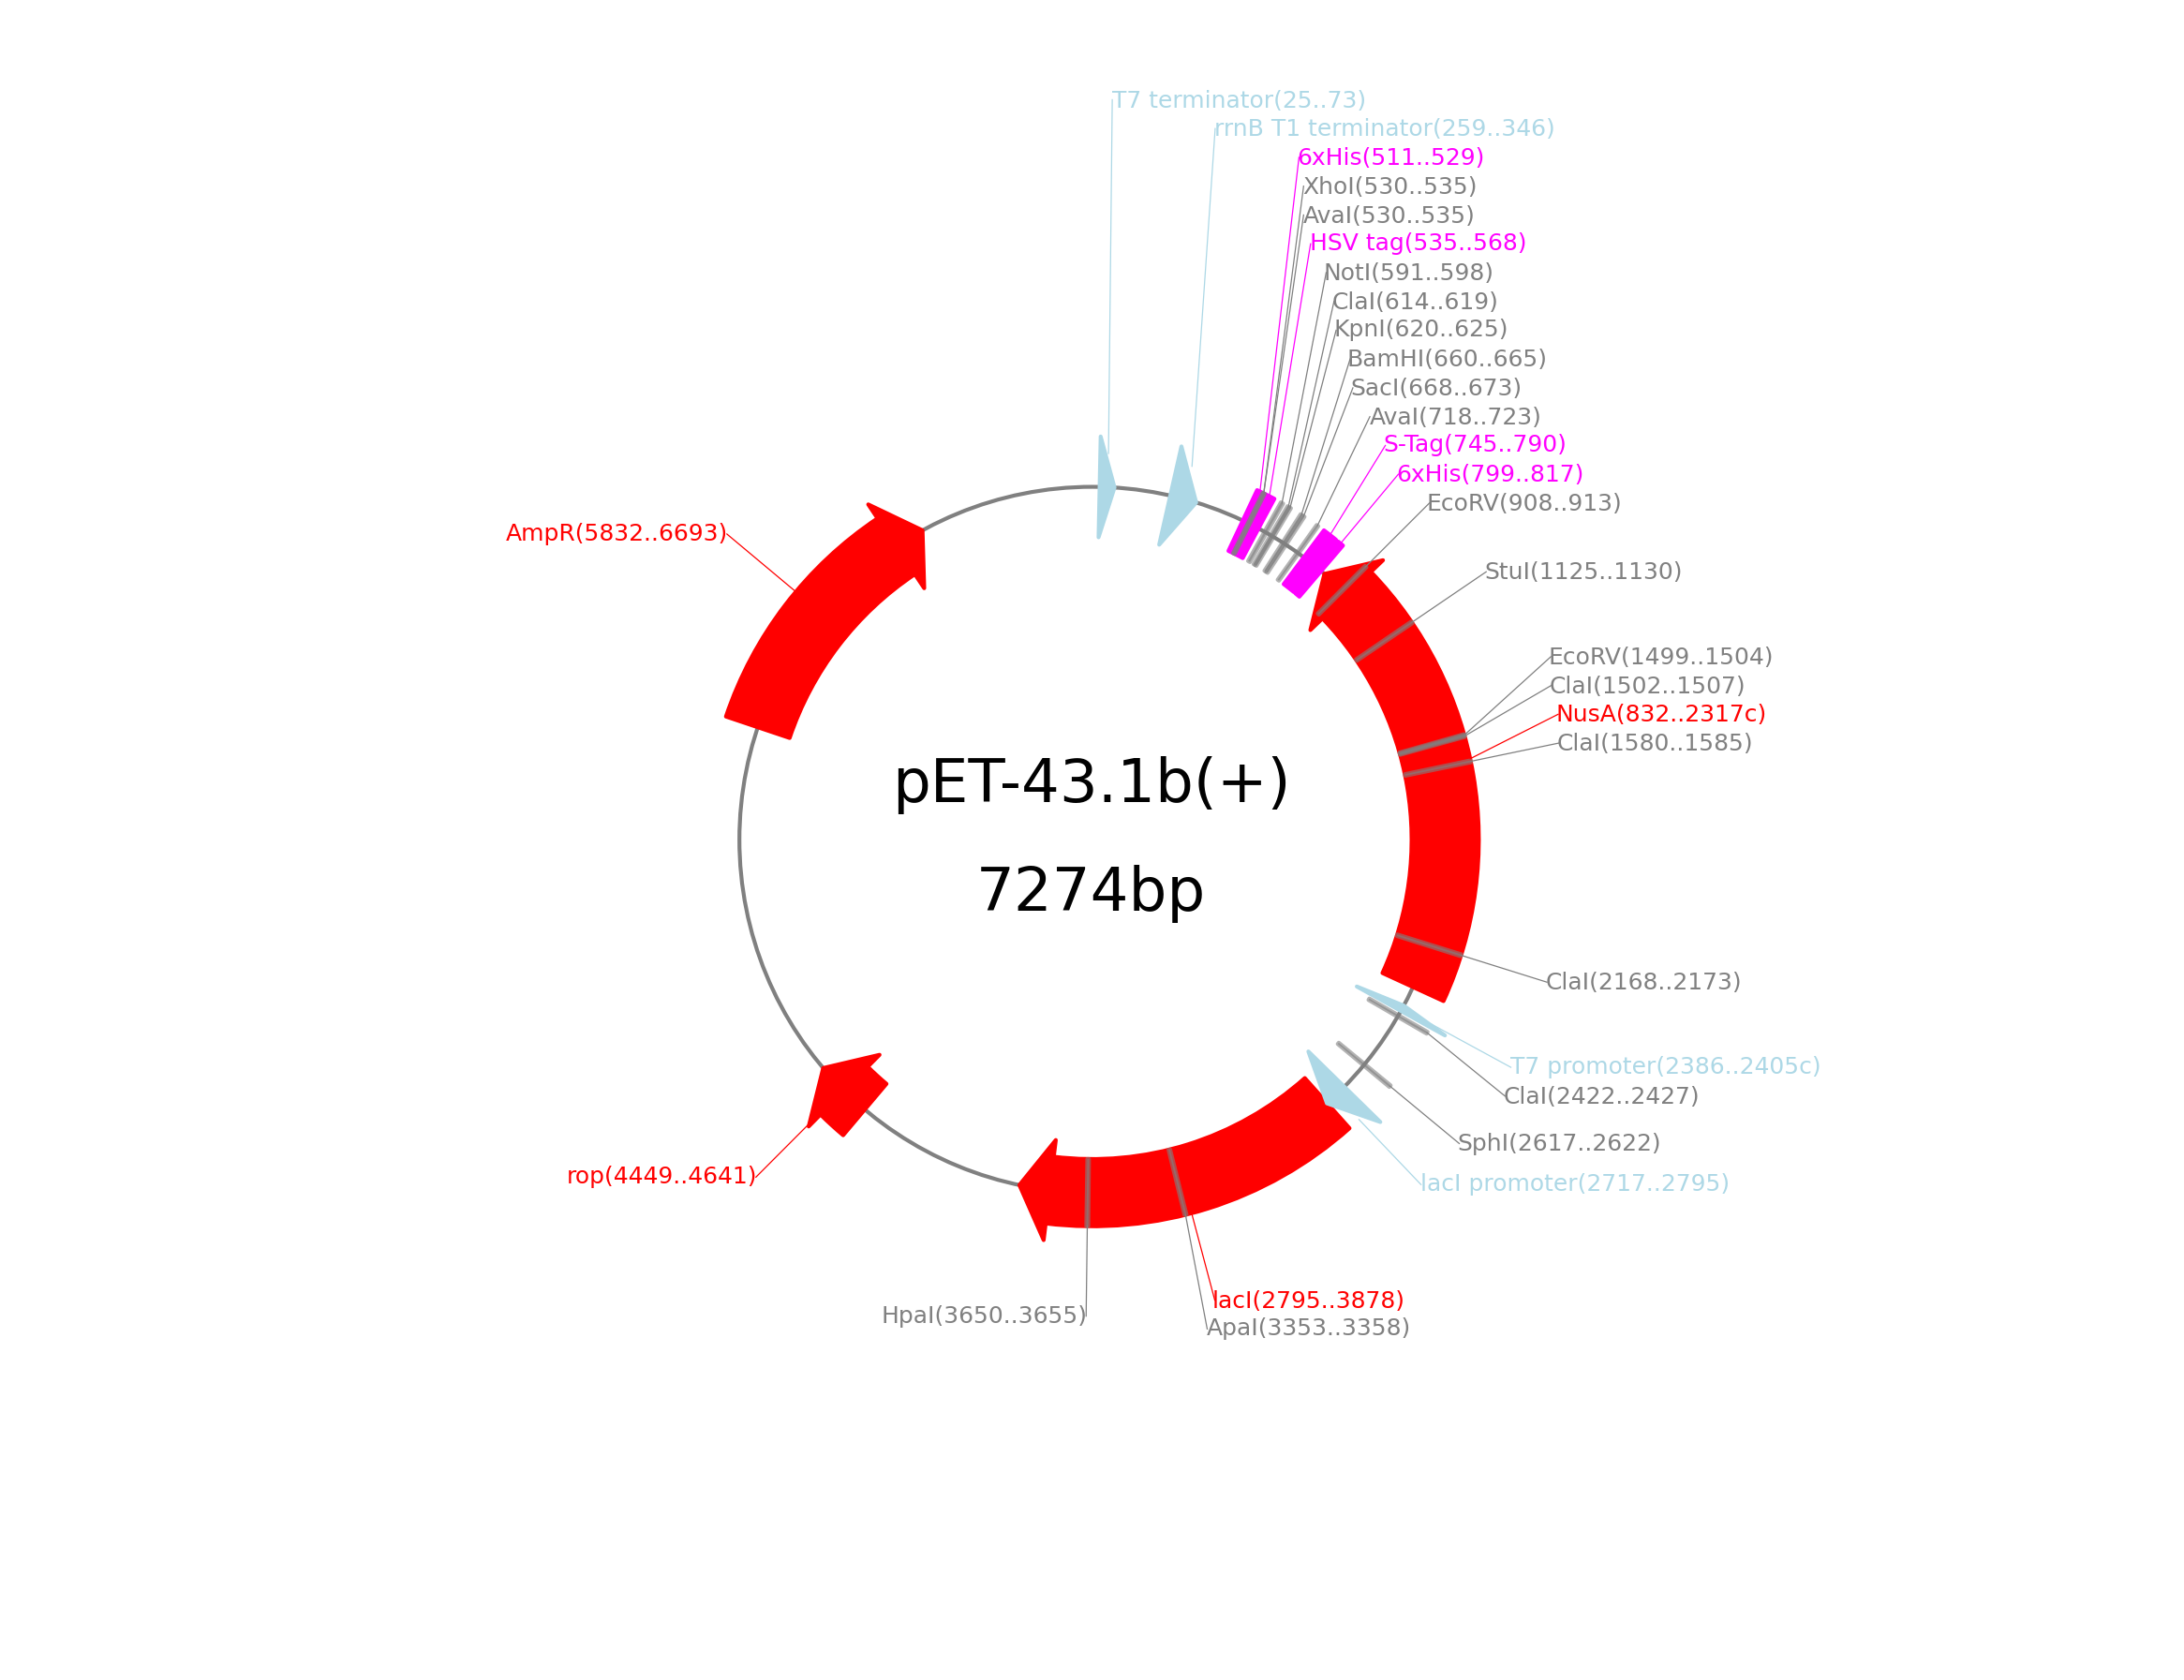 T7 terminator(25..73)
rrnB T1 terminator(259..346)
6xHis(511..529)
XhoI(530..535)
AvaI(530..535)
HSV tag(535..568)
NotI(591..598)
ClaI(614..619)
KpnI(620..625)
BamHI(660..665)
SacI(668..673)
AvaI(718..723)
S-Tag(745..790)
6xHis(799..817)
EcoRV(908..913)
AmpR(5832..6693)
StuI(1125..1130)
EcoRV(1499..1504)
ClaI(1502..1507)
NusA(832..2317c)
ClaI(1580..1585)
pET-43.1b(+)
7274bp
ClaI(2168..2173)
T7 promoter(2386..2405c)
ClaI(2422..2427)
SphI(2617..2622)
rop(4449..4641)
lacI promoter(2717..2795)
lacI(2795..3878)
HpaI(3650..3655)
ApaI(3353..3358)